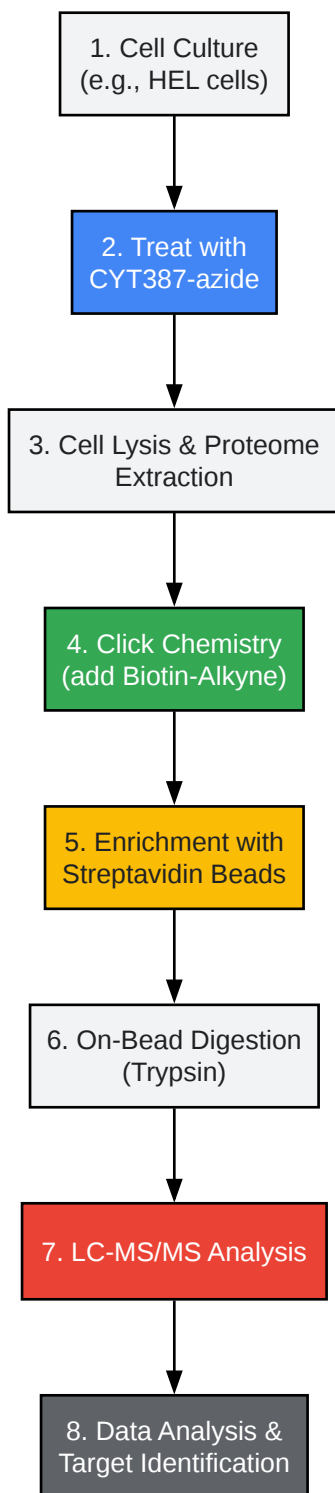 1. Cell Culture
(e.g., HEL cells)
2. Treat with
CYT387-azide
3. Cell Lysis & Proteome
Extraction
4. Click Chemistry
(add Biotin-Alkyne)
5. Enrichment with
Streptavidin Beads
6. On-Bead Digestion
(Trypsin)
7. LC-MS/MS Analysis
8. Data Analysis &
Target Identification